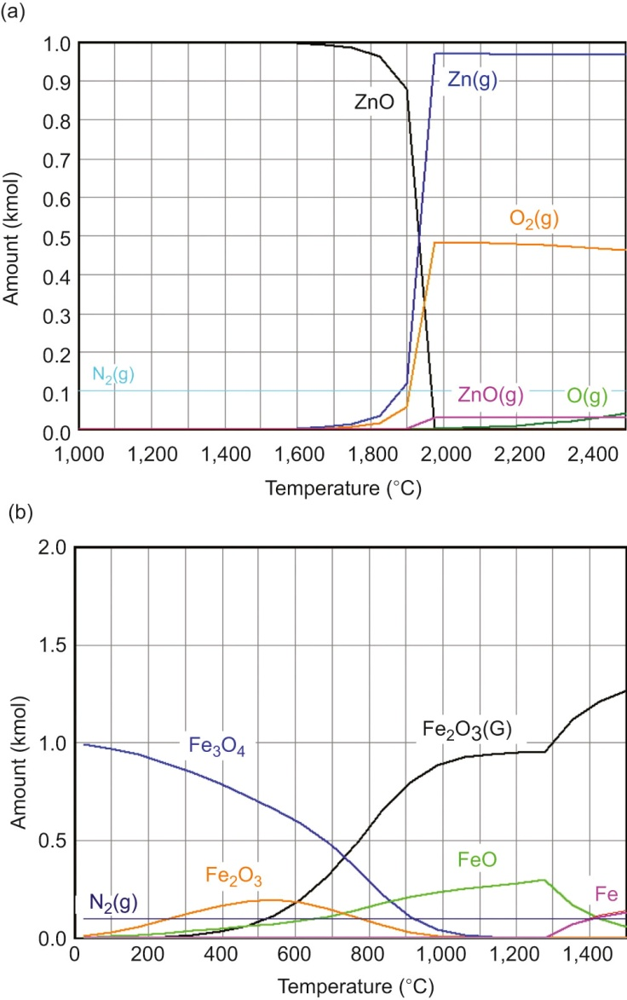 (a)
1.0
0.9
0.8
0.7
0.6
0.5
0.4
0.3
0.2
0.1
0.0
Amount (kmol)
ZnO
Zn(g)
O2(g)
N2(g)
ZnO(g)
O(g)
1,000 1,200 1,400 1,600 1,800 2,000 2,200 2,400
Temperature (°C)
(b)
2.0
1.5
1.0
0.5
0.0
Amount (kmol)
Fe3O4
Fe2O3(G)
Fe2O3
FeO
N2(g)
Fe
0 200 400 600 800 1,000 1,200 1,400
Temperature (°C)